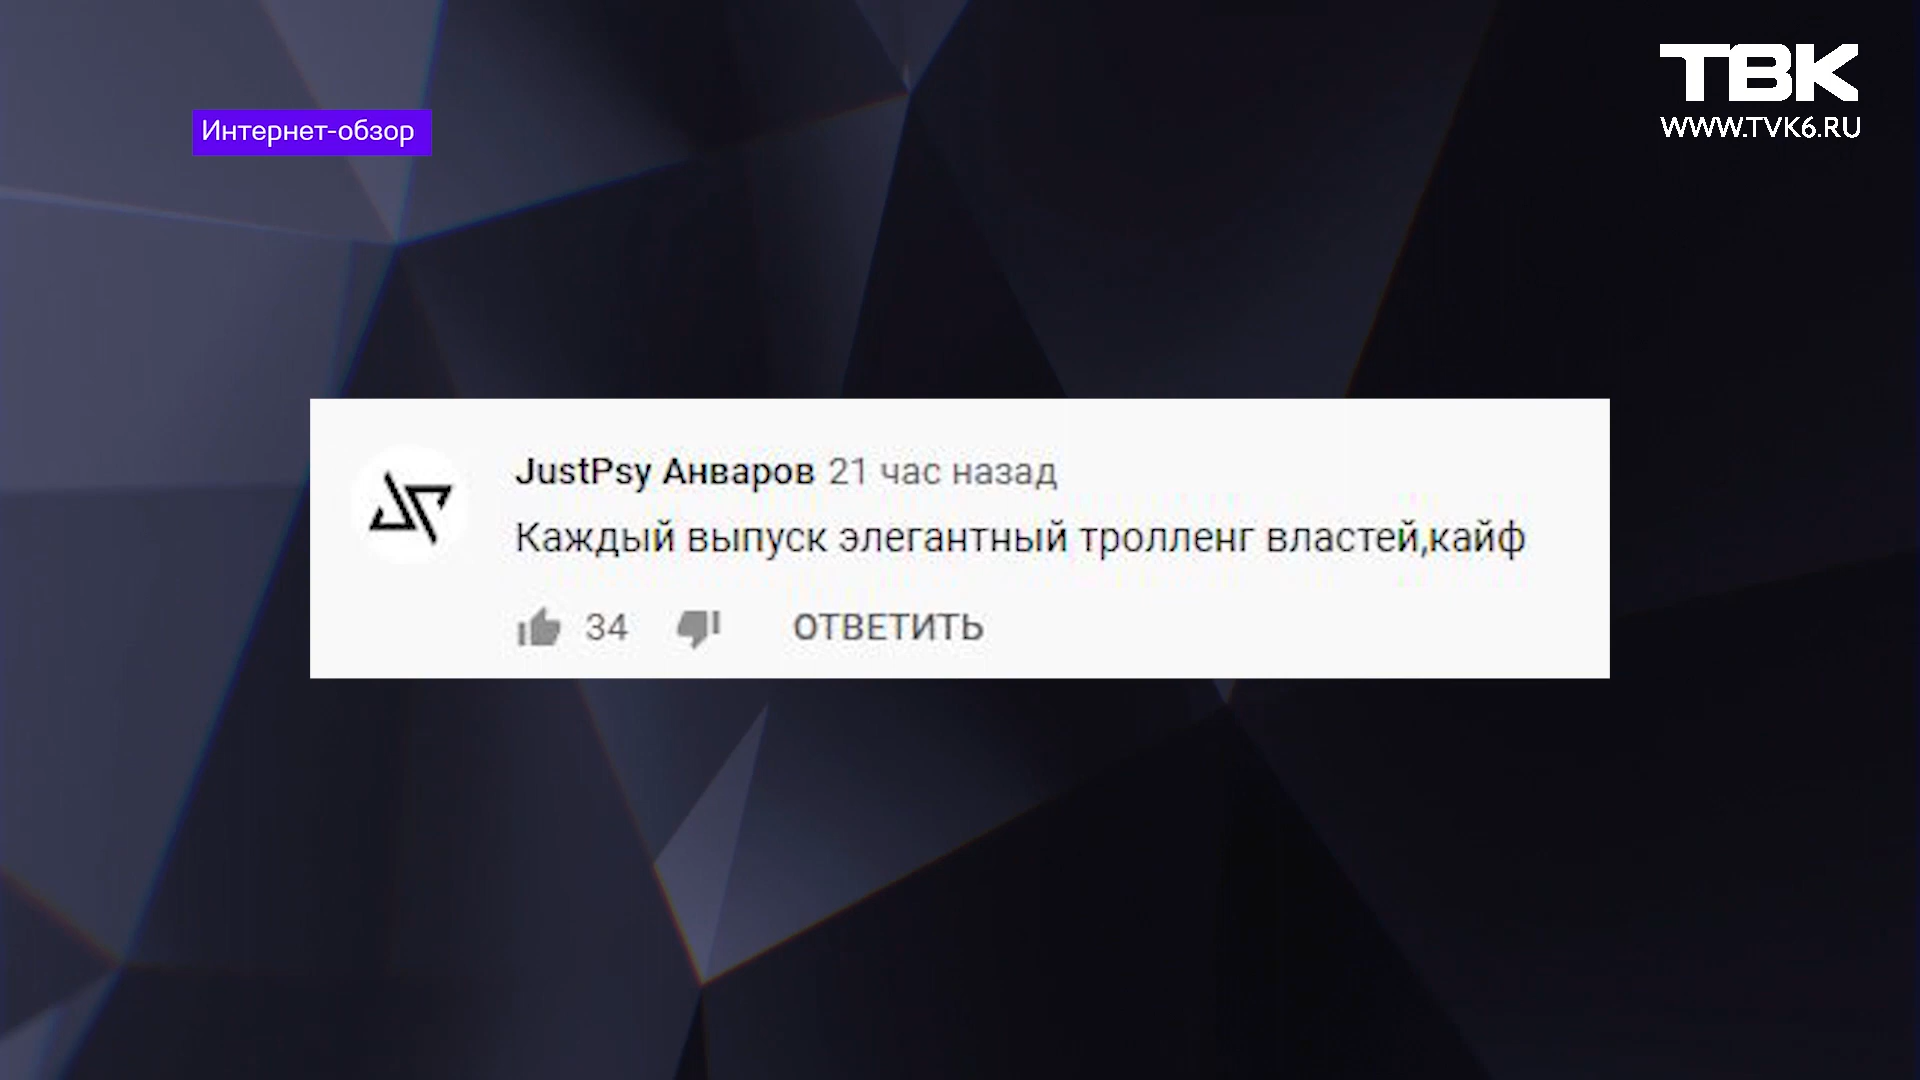 ТВК
WWW.TVK6.RU
Интернет-обзор
JustPsy Анваров 21 час назад
Каждый выпуск элегантный тролленг властей,кайф
34 ОТВЕТИТЬ